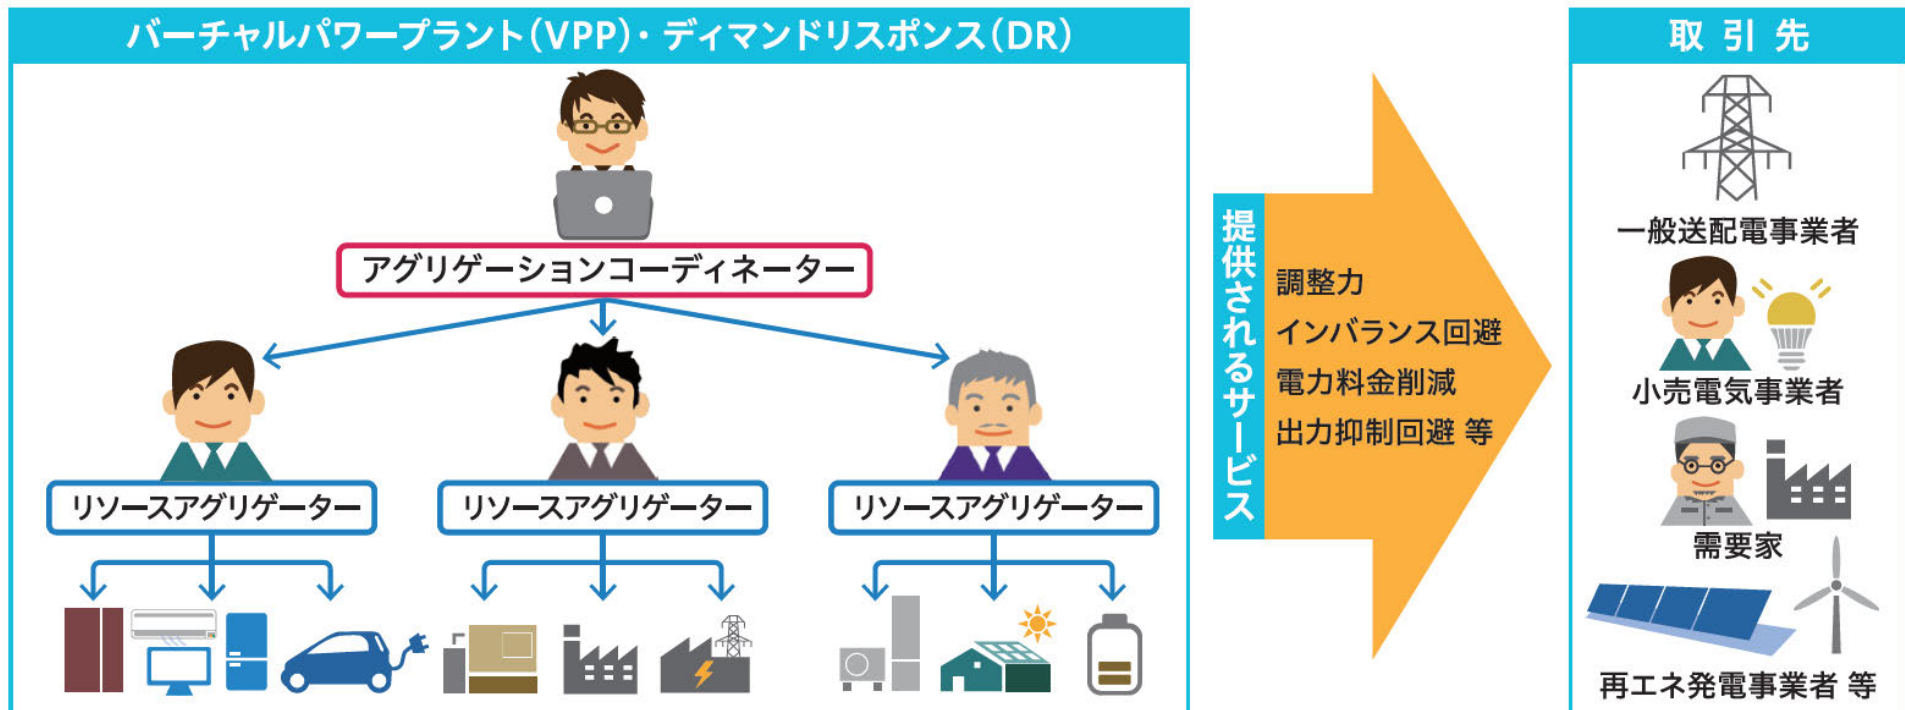 バーチャルパワープラント(VPP)・ディマンドリスポンス(DR)
アグリゲーションコーディネーター
リソースアグリゲーター
リソースアグリゲーター
リソースアグリゲーター
提供されるサービス
調整力
インバランス回避
電力料金削減
出力抑制回避 等
取引先
一般送配電事業者
小売電気事業者
需要家
再エネ発電事業者 等